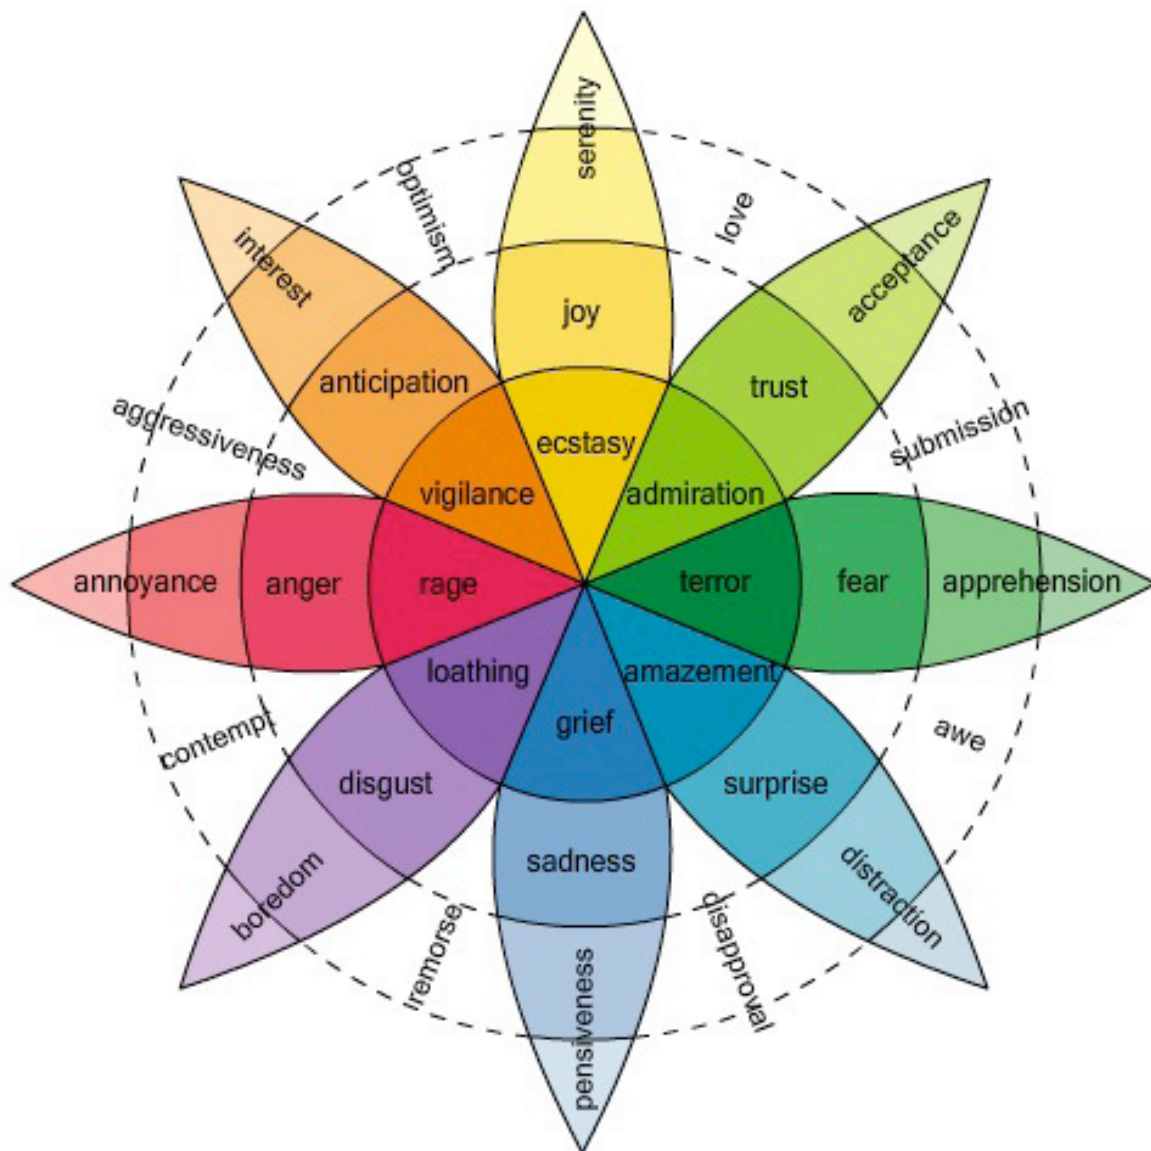 serenity
optimism
love
interest
acceptance
joy
anticipation
trust
aggressiveness
submission
ecstasy
vigilance
admiration
annoyance
anger
rage
terror
fear
apprehension
loathing
amazement
contempt
grief
awe
disgust
surprise
sadness
boredom
distraction
remorse
disapproval
pensiveness